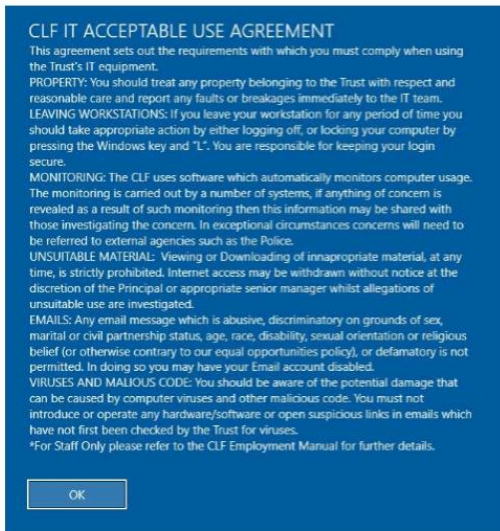 CLF IT ACCEPTABLE USE AGREEMENT
This agreement sets out the requirements with which you must comply when using
the Trust's IT equipment.
PROPERTY: You should treat any property belonging to the Trust with respect and
reasonable care and report any faults or breakages immediately to the IT team.
LEAVING WORKSTATIONS: If you leave your workstation for any period of time you
should take appropriate action by either logging off, or locking your computer by
pressing the Windows key and "L". You are responsible for keeping your login
secure.
MONITORING: The CLF uses software which automatically monitors computer usage.
The monitoring is carried out by a number of systems, if anything of concern is
revealed as a result of such monitoring then this information may be shared with
those investigating the concern. In exceptional circumstances concerns will need to
be referred to external agencies such as the Police.
UNSUITABLE MATERIAL: Viewing or Downloading of innapropriate material, at any
time, is strictly prohibited. Internet access may be withdrawn without notice at the
discretion of the Principal or appropriate senior manager whilst allegations of
unsuitable use are investigated.
EMAILS: Any email message which is abusive, discriminatory on grounds of sex,
marital or civil partnership status, age, race, disability, sexual orientation or religious
belief (or otherwise contrary to our equal opportunities policy), or defamatory is not
permitted. In doing so you may have your Email account disabled.
VIRUSES AND MALIOUS CODE: You should be aware of the potential damage that
can be caused by computer viruses and other malicious code. You must not
introduce or operate any hardware/software or open suspicious links in emails which
have not first been checked by the Trust for viruses.
*For Staff Only please refer to the CLF Employment Manual for further details.
OK